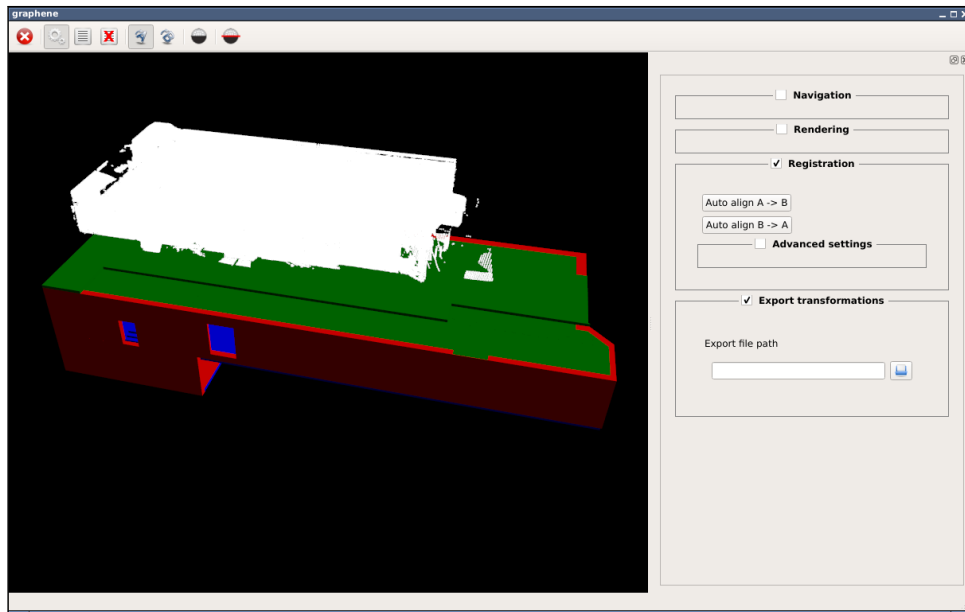 graphene
Navigation
Rendering
Registration
Auto align A -> B
Auto align B -> A
Advanced settings
Export transformations
Export file path